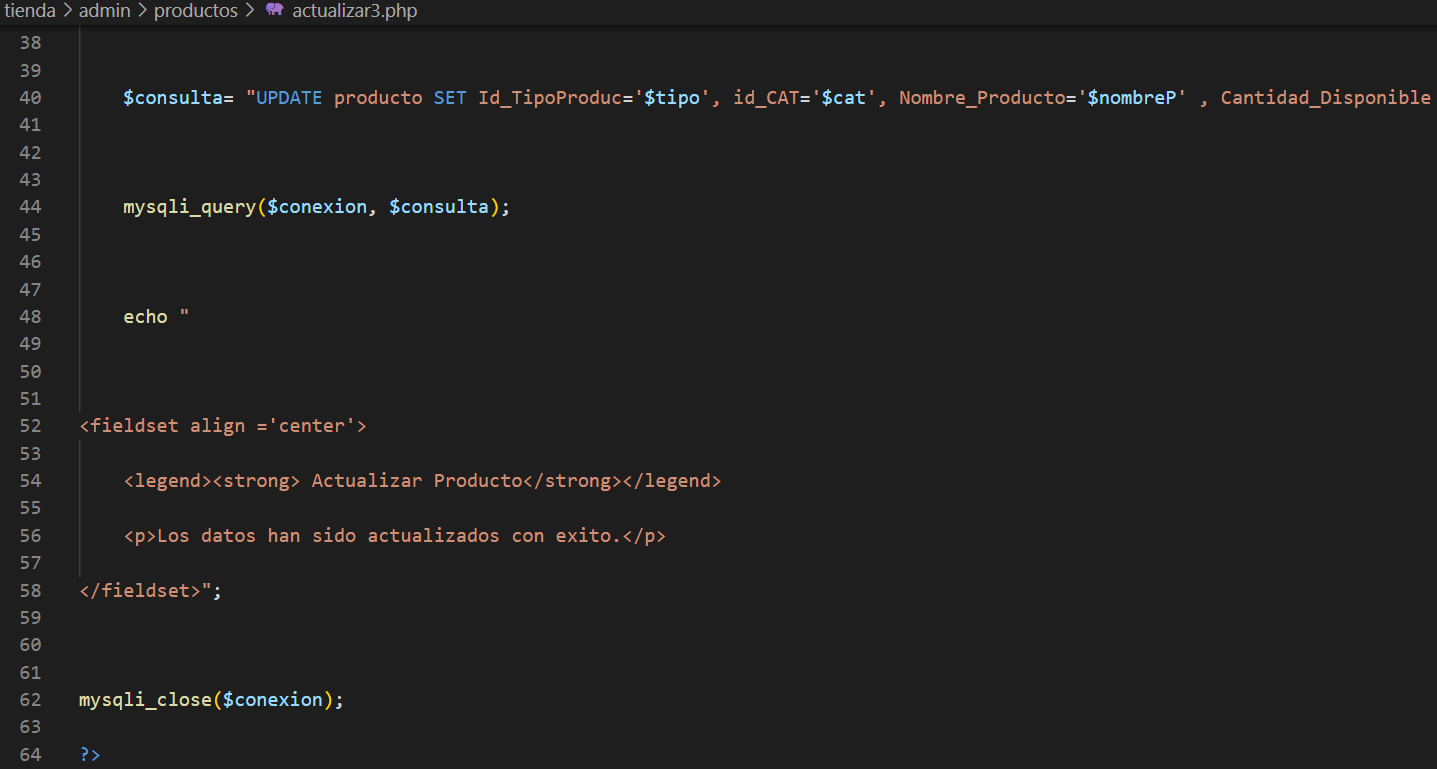 tienda > admin > productos > actualizar3.php
38
39
40 $consulta= "UPDATE producto SET Id_TipoProduc='$tipo', id_CAT='$cat', Nombre_Producto='$nombreP' , Cantidad_Disponible
41
42
43
44 mysqli_query($conexion, $consulta);
45
46
47
48 echo "
49
50
51
52 <fieldset align ='center'>
53
54 <legend><strong> Actualizar Producto</strong></legend>
55
56 <p>Los datos han sido actualizados con exito.</p>
57
58 </fieldset>";
59
60
61
62 mysqli_close($conexion);
63
64 ?>